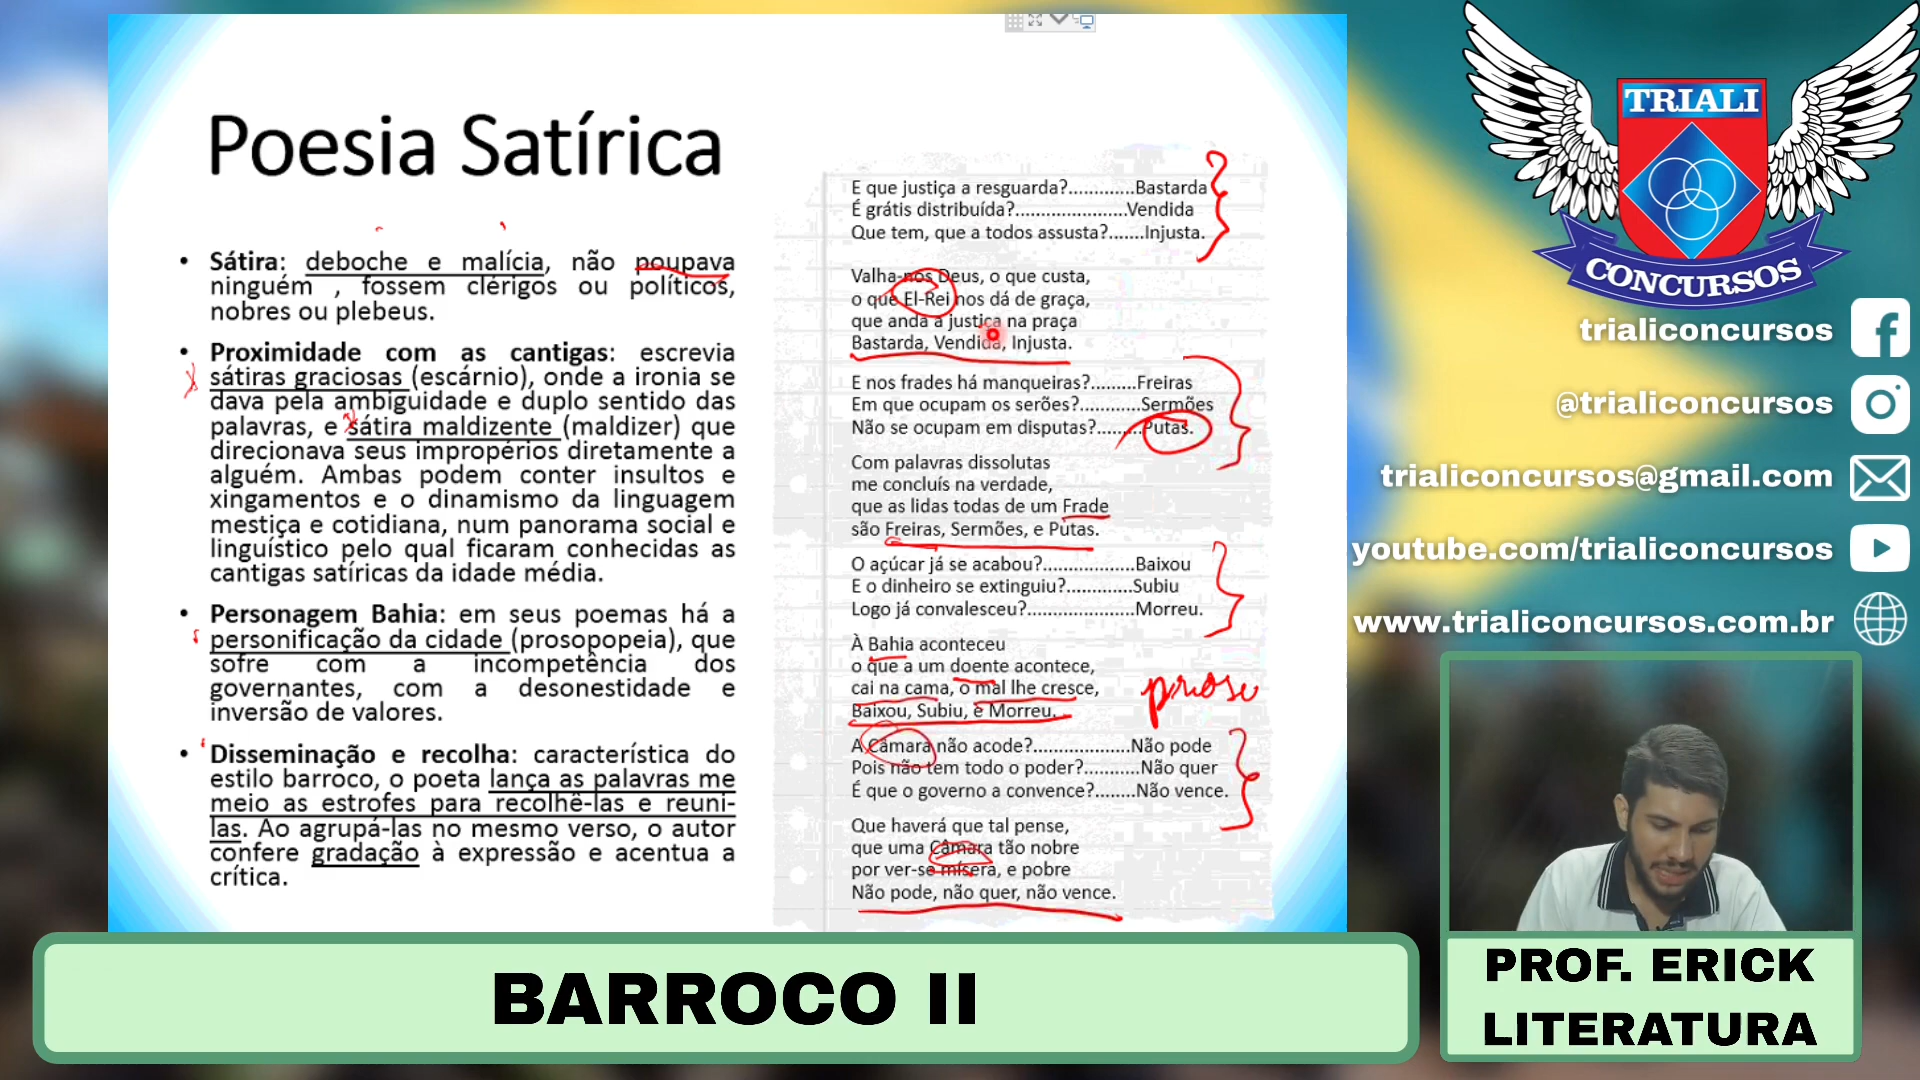 Poesia Satírica
• Sátira: deboche e malícia, não poupava
ninguém , fossem clérigos ou políticos,
nobres ou plebeus.
• Proximidade com as cantigas: escrevia
sátiras graciosas (escárnio), onde a ironia se
dava pela ambiguidade e duplo sentido das
palavras, e sátira maldizente (maldizer) que
direcionava seus impropérios diretamente a
alguém. Ambas podem conter insultos e
xingamentos e o dinamismo da linguagem
mestiça e cotidiana, num panorama social e
linguístico pelo qual ficaram conhecidas as
cantigas satíricas da idade média.
• Personagem Bahia: em seus poemas há a
personificação da cidade (prosopopeia), que
sofre com a incompetência dos
governantes, com a desonestidade e
inversão de valores.
• Disseminação e recolha: característica do
estilo barroco, o poeta lança as palavras me
meio as estrofes para recolhê-las e reuni-
las. Ao agrupá-las no mesmo verso, o autor
confere gradação à expressão e acentua a
crítica.
E que justiça a resguarda?............Bastarda
É grátis distribuída?.....................Vendida
Que tem, que a todos assusta?.......Injusta.
Valha-nos Deus, o que custa,
o que El-Rei nos dá de graça,
que anda a justiça na praça
Bastarda, Vendida, Injusta.
E nos frades há manqueiras?.........Freiras
Em que ocupam os serões?............Sermões
Não se ocupam em disputas?.........Putas.
Com palavras dissolutas
me concluís na verdade,
que as lidas todas de um Frade
são Freiras, Sermões, e Putas.
O açúcar já se acabou?..................Baixou
E o dinheiro se extinguiu?.............Subiu
Logo já convalesceu?.....................Morreu.
À Bahia aconteceu
o que a um doente acontece,
cai na cama, o mal lhe cresce,
Baixou, Subiu, e Morreu.
A Câmara não acode?...................Não pode
Pois não tem todo o poder?...........Não quer
É que o governo a convence?........Não vence.
Que haverá que tal pense,
que uma Câmara tão nobre
por ver-se mísera, e pobre
Não pode, não quer, não vence.
TRIALI
CONCURSOS
trialiconcursos
@trialiconcursos
trialiconcursos@gmail.com
youtube.com/trialiconcursos
www.trialiconcursos.com.br
BARROCO II
PROF. ERICK
LITERATURA